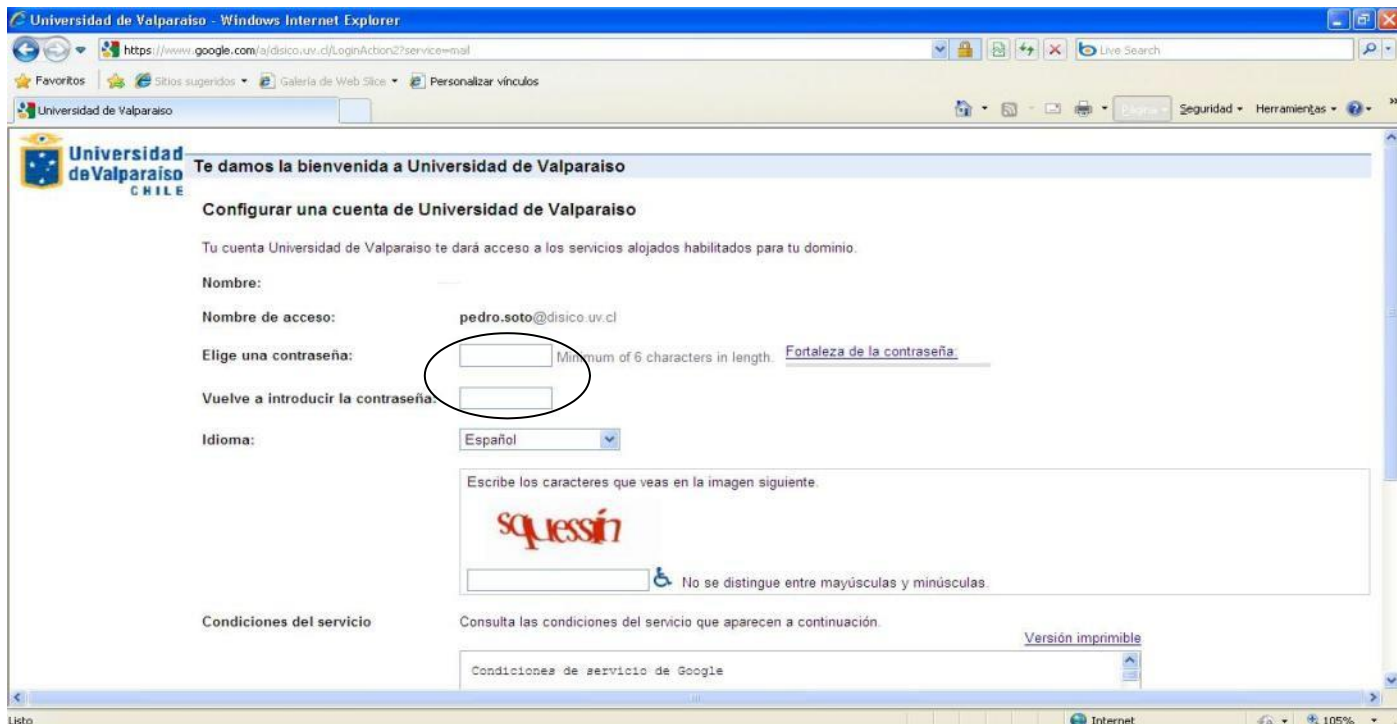 Universidad de Valparaiso - Windows Internet Explorer
https://www.google.com/a/disico.uv.cl/LoginAction2?service=mail
Live Search
Favoritos Sitios sugeridos Galería de Web Slice Personalizar vínculos
Universidad de Valparaiso
Página Seguridad Herramientas
Universidad
de Valparaíso
CHILE
Te damos la bienvenida a Universidad de Valparaiso
Configurar una cuenta de Universidad de Valparaiso
Tu cuenta Universidad de Valparaiso te dará acceso a los servicios alojados habilitados para tu dominio.
Nombre:
Nombre de acceso: pedro.soto@disico.uv.cl
Elige una contraseña: Minimum of 6 characters in length. Fortaleza de la contraseña:
Vuelve a introducir la contraseña:
Idioma: Español
Escribe los caracteres que veas en la imagen siguiente.
squessin
No se distingue entre mayúsculas y minúsculas.
Condiciones del servicio Consulta las condiciones del servicio que aparecen a continuación.
Versión imprimible
Condiciones de servicio de Google
Listo Internet 105%